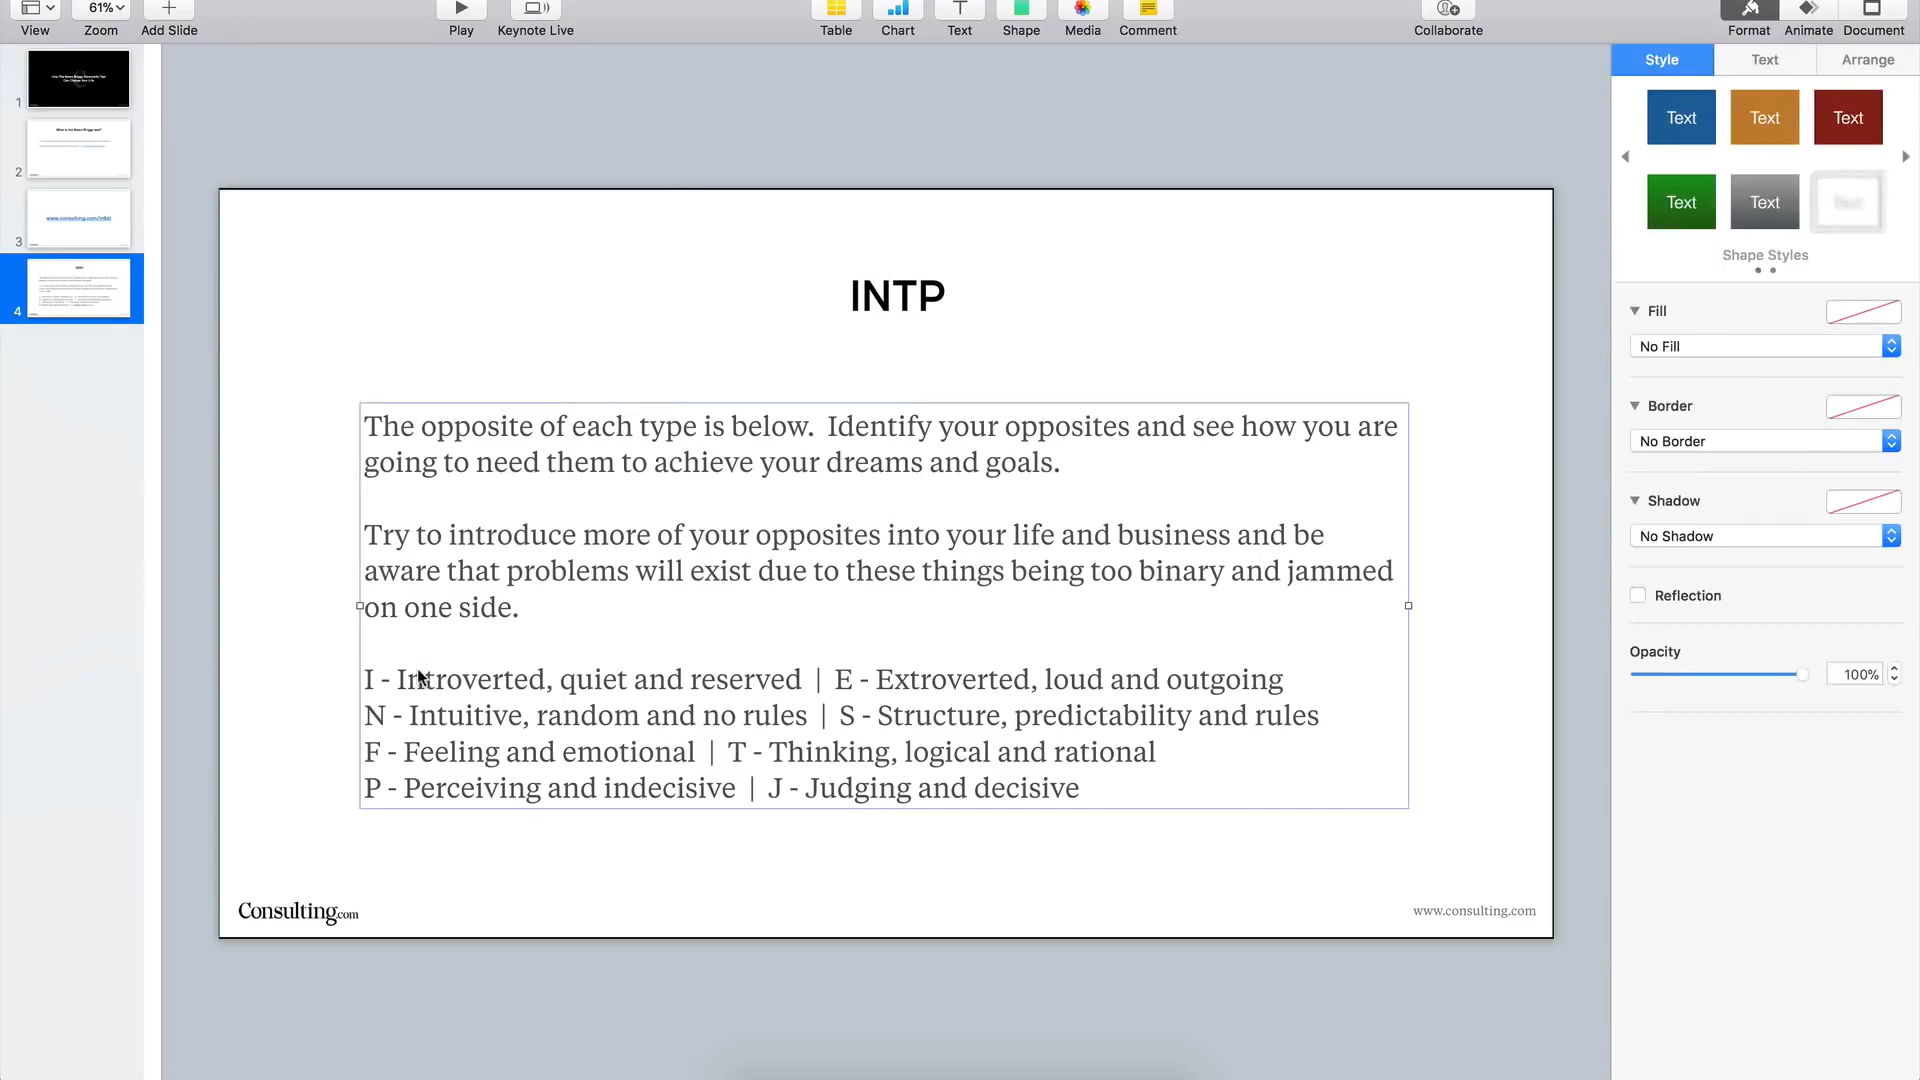 61%
View
Zoom
Add Slide
Play
Keynote Live
Table
Chart
Text
Shape
Media
Comment
Collaborate
Format
Animate
Document
1
2
www.consulting.com/mbti
3
4
INTP
The opposite of each type is below.  Identify your opposites and see how you are
going to need them to achieve your dreams and goals.
Try to introduce more of your opposites into your life and business and be
aware that problems will exist due to these things being too binary and jammed
on one side.
I - Introverted, quiet and reserved | E - Extroverted, loud and outgoing
N - Intuitive, random and no rules | S - Structure, predictability and rules
F - Feeling and emotional | T - Thinking, logical and rational
P - Perceiving and indecisive | J - Judging and decisive
Consulting.com
www.consulting.com
Style
Text
Arrange
Text
Text
Text
Text
Text
Shape Styles
Fill
No Fill
Border
No Border
Shadow
No Shadow
Reflection
Opacity
100%